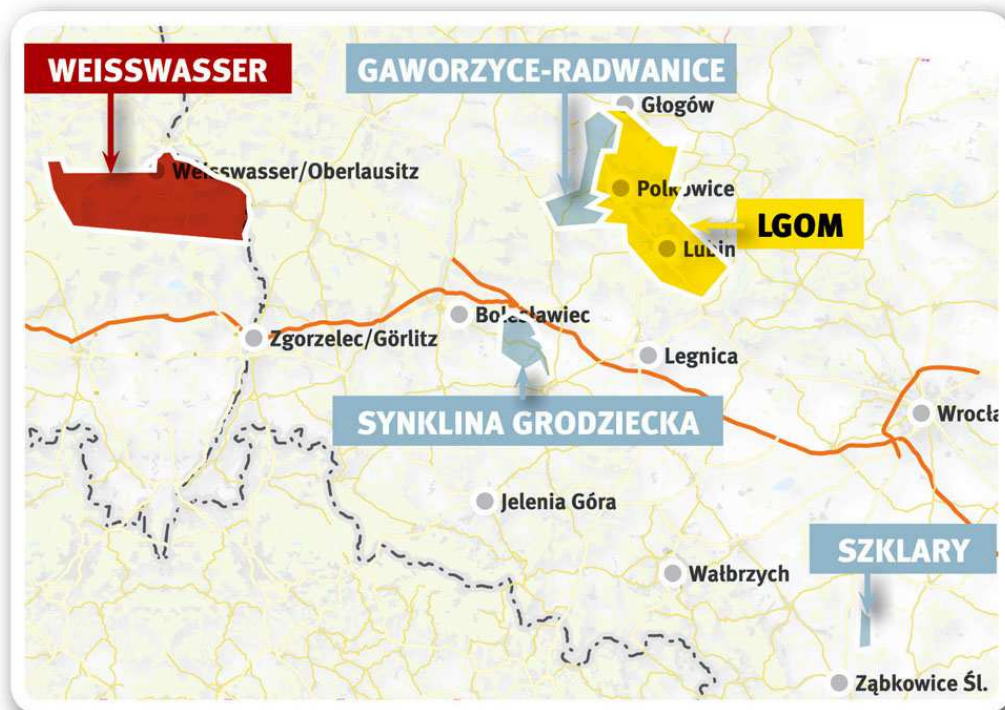 WEISSWASSER
GAWORZYCE-RADWANICE
Głogów
Weisswasser/Oberlausitz
Polkowice
LGOM
Lubin
Bolesławiec
Zgorzelec/Görlitz
Legnica
SYNKLINA GRODZIECKA
Wrocła
Jelenia Góra
SZKLARY
Wałbrzych
Ząbkowice Śl.